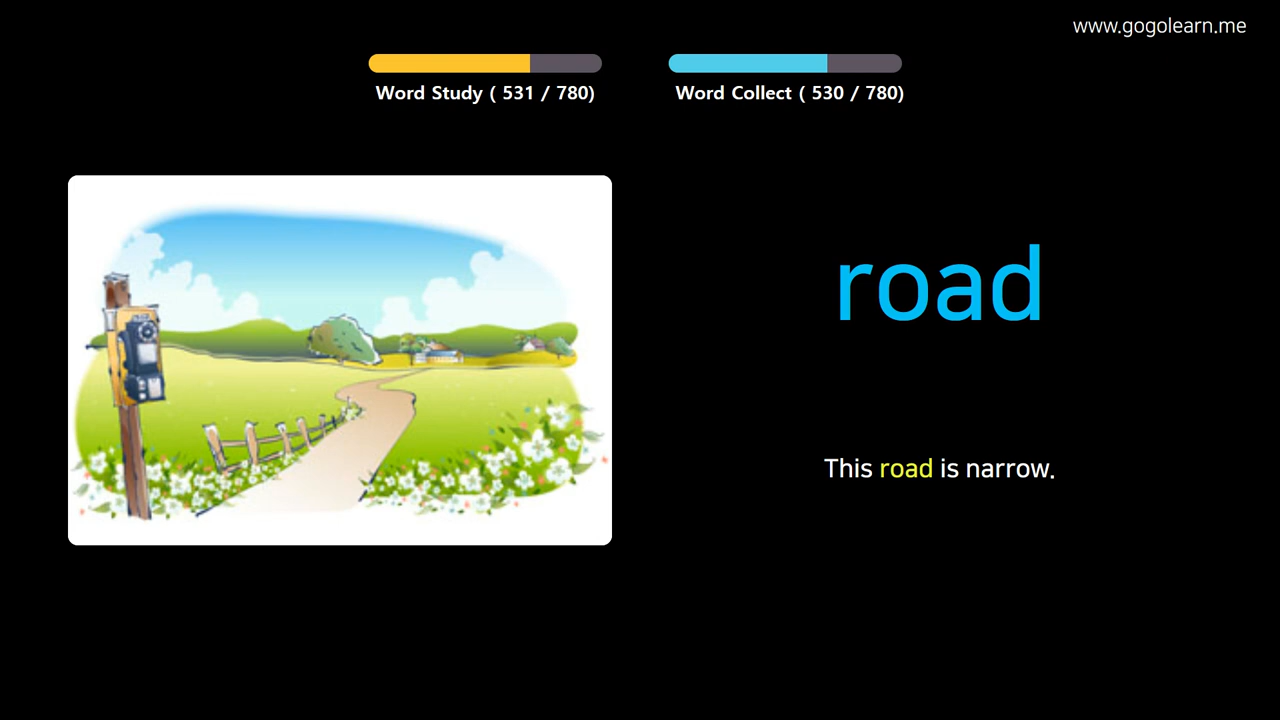 www.gogolearn.me
Word Study ( 531 / 780)
Word Collect ( 530 / 780)
road
This road is narrow.